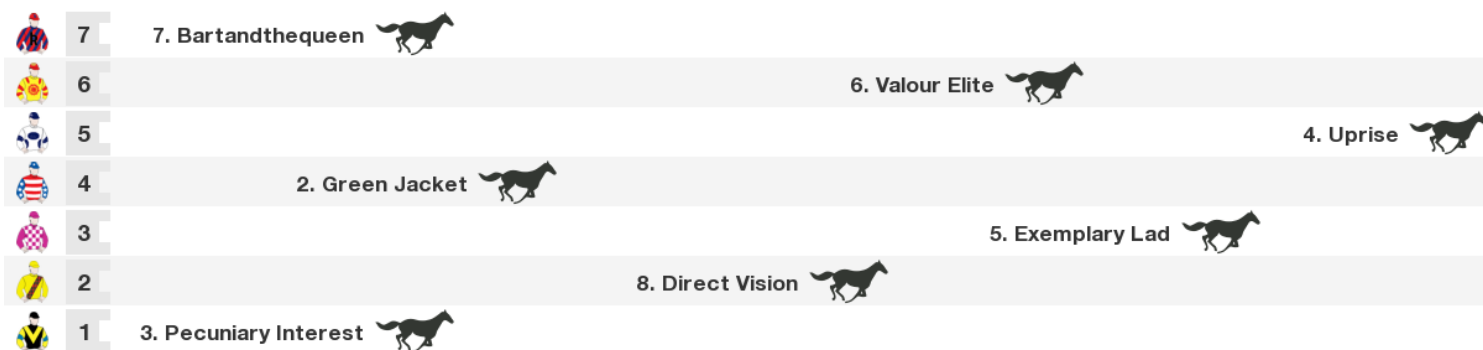 7 7. Bartandthequeen
6 6. Valour Elite
5 4. Uprise
4 2. Green Jacket
3 5. Exemplary Lad
2 8. Direct Vision
1 3. Pecuniary Interest